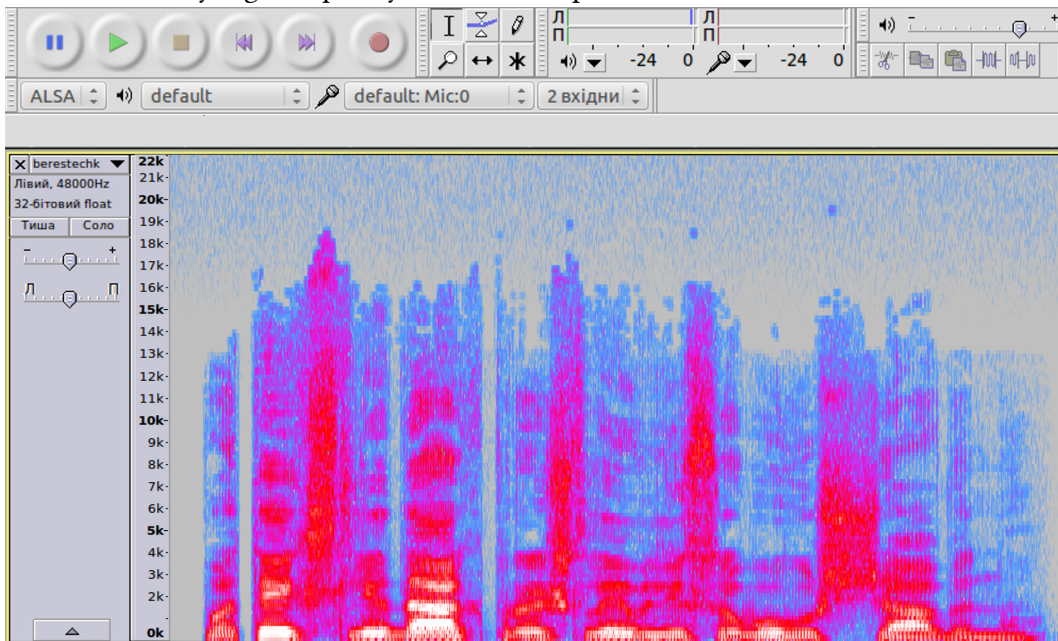 Л
П
-24 0
Л
П
-24 0
- +
ALSA default default: Mic:0 2 вхідни
berestechk
Лівий, 48000Hz
32-бітовий float
Тиша Соло
- +
Л П
22k
21k
20k
19k
18k
17k
16k
15k
14k
13k
12k
11k
10k
9k
8k
7k
6k
5k
4k
3k
2k
0k